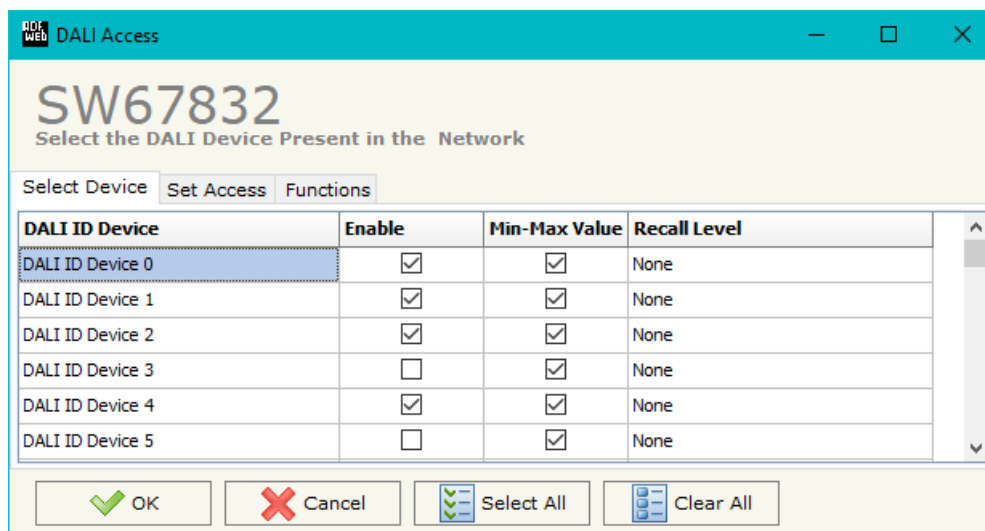 ADF WEB DALI Access
SW67832
Select the DALI Device Present in the Network
Select Device Set Access Functions
DALI ID Device Enable Min-Max Value Recall Level
DALI ID Device 0 None
DALI ID Device 1 None
DALI ID Device 2 None
DALI ID Device 3 None
DALI ID Device 4 None
DALI ID Device 5 None
OK Cancel Select All Clear All